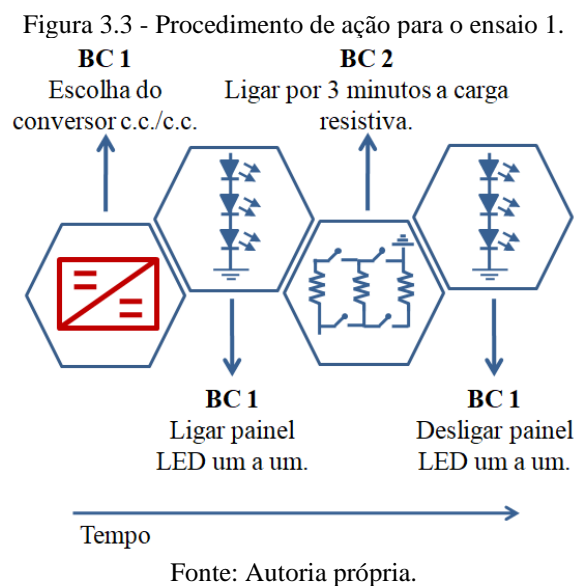 Figura 3.3 - Procedimento de ação para o ensaio 1.
BC 1
Escolha do
conversor c.c./c.c.
BC 2
Ligar por 3 minutos a carga
resistiva.
BC 1
Ligar painel
LED um a um.
BC 1
Desligar painel
LED um a um.
Tempo
Fonte: Autoria própria.